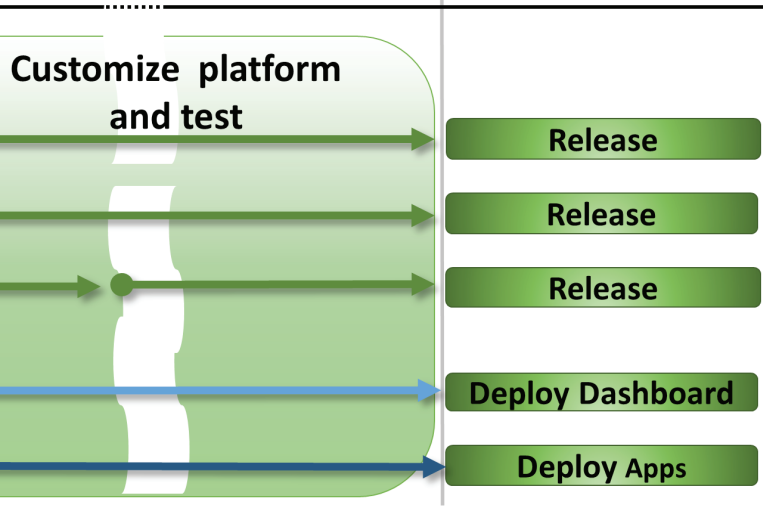 Customize platform
and test
Release
Release
Release
Deploy Dashboard
Deploy Apps